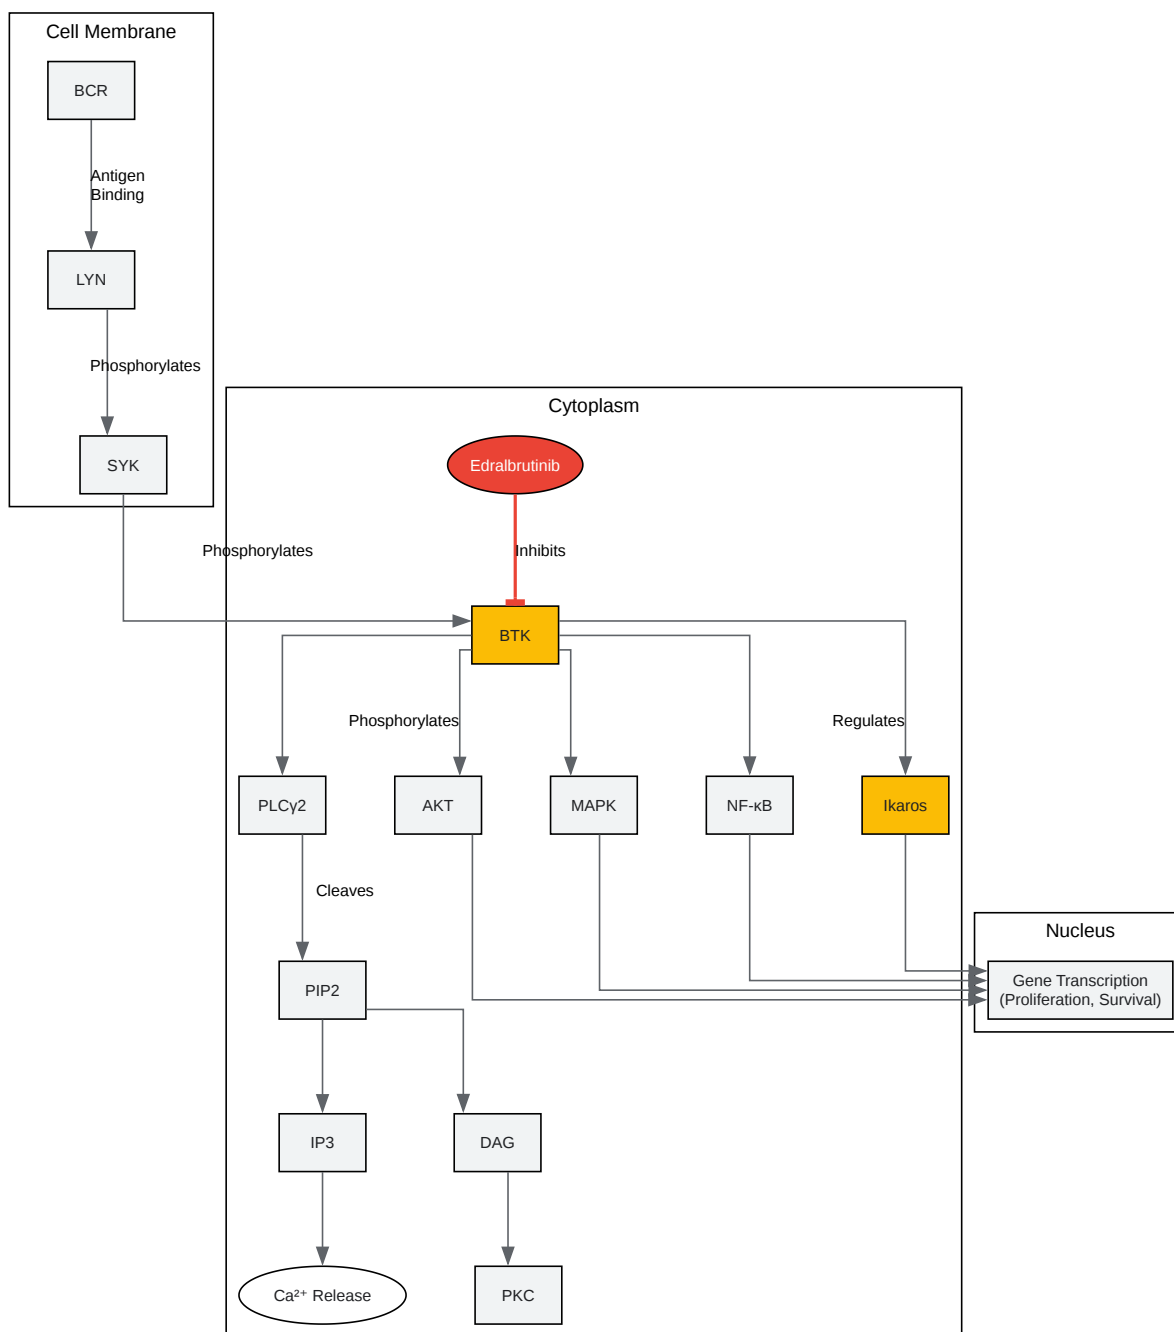 Cell Membrane
BCR
Antigen
Binding
LYN
Phosphorylates
SYK
Cytoplasm
Edralbrutinib
Phosphorylates
Inhibits
BTK
Phosphorylates
Regulates
PLCγ2
AKT
MAPK
NF-κB
Ikaros
Cleaves
Nucleus
PIP2
Gene Transcription
(Proliferation, Survival)
IP3
DAG
Ca²⁺ Release
PKC